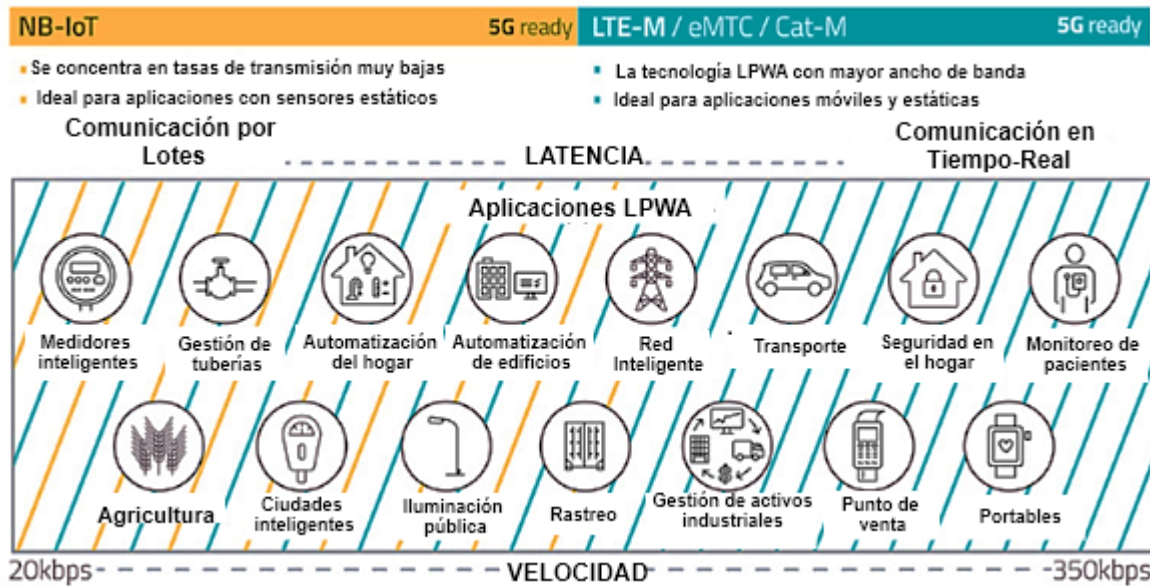 NB-IoT 5G ready
LTE-M / eMTC / Cat-M 5G ready
Se concentra en tasas de transmisión muy bajas
Ideal para aplicaciones con sensores estáticos
La tecnología LPWA con mayor ancho de banda
Ideal para aplicaciones móviles y estáticas
Comunicación por
Lotes
LATENCIA
Comunicación en
Tiempo-Real
Aplicaciones LPWA
Medidores
inteligentes
Gestión de
tuberías
Automatización
del hogar
Automatización
de edificios
Red
Inteligente
Transporte
Seguridad en
el hogar
Monitoreo de
pacientes
Agricultura
Ciudades
inteligentes
Iluminación
pública
Rastreo
Gestión de activos
industriales
Punto de
venta
Portables
20kbps VELOCIDAD 350kbps